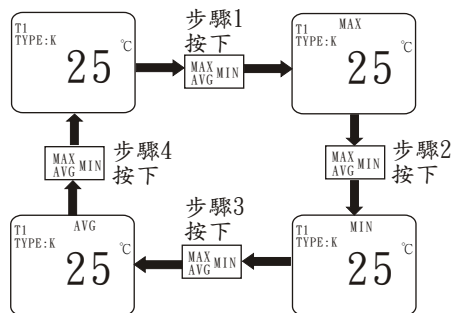 T1
TYPE:K
℃
25
步驟1
按下
MAX
AVG MIN
MAX
T1
TYPE:K
℃
25
步驟2
按下
MAX
AVG MIN
MIN
T1
TYPE:K
℃
25
步驟3
按下
MAX
AVG MIN
AVG
T1
TYPE:K
℃
25
步驟4
按下
MAX
AVG MIN